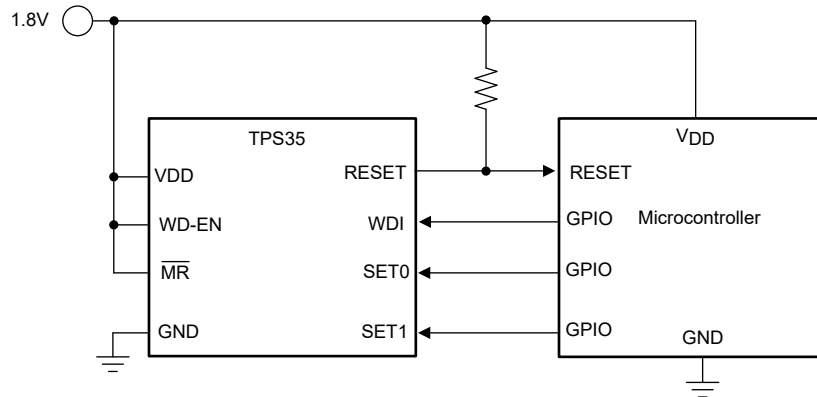 1.8V
TPS35
VDD
RESET
VDD
RESET
WD-EN
WDI
GPIO
Microcontroller
MR
SET0
GPIO
GND
SET1
GPIO
GND